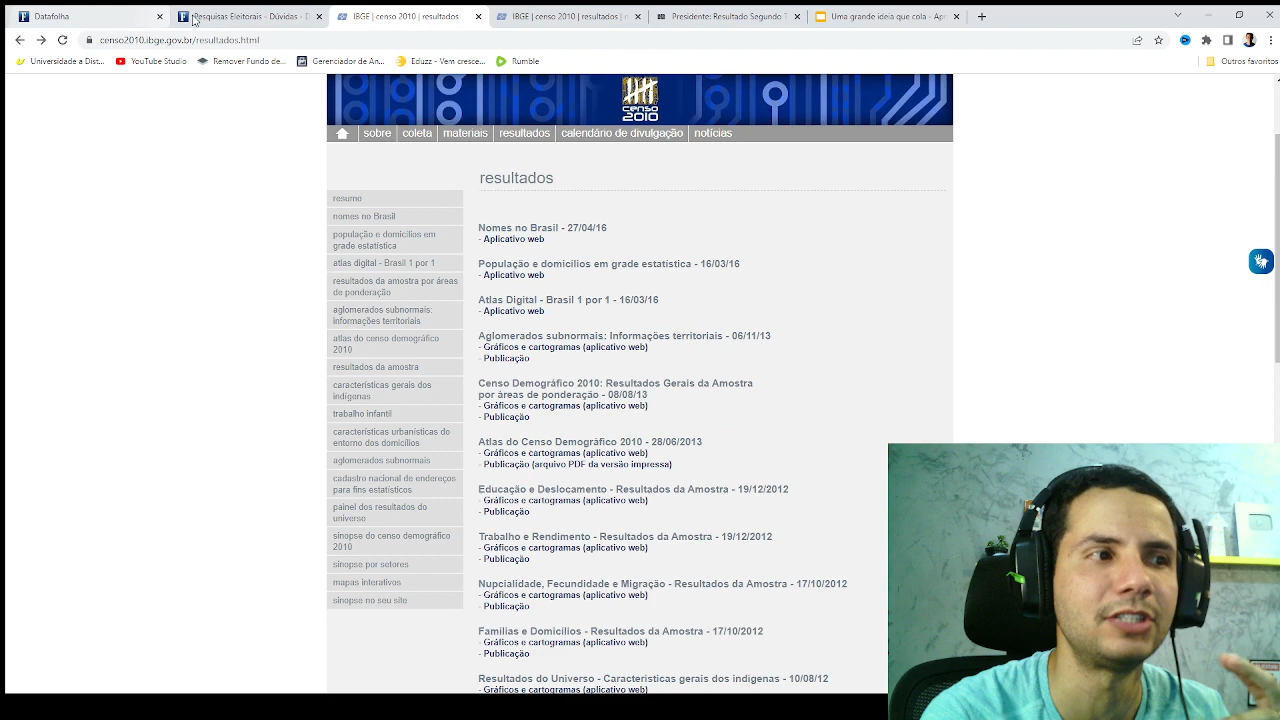 Datafolha
Pesquisas Eleitorais - Dúvidas - D
IBGE | censo 2010 | resultados
IBGE | censo 2010 | resultados | n
Presidente: Resultado Segundo T
Uma grande ideia que cola - Apr
censo2010.ibge.gov.br/resultados.html
Universidade a Dist...
YouTube Studio
Remover Fundo de...
Gerenciador de An...
Eduzz - Vem cresce...
Rumble
Outros favoritos
censo
2010
sobre
coleta
materiais
resultados
calendário de divulgação
notícias
resultados
resumo
nomes no Brasil
população e domicílios em
grade estatística
atlas digital - Brasil 1 por 1
resultados da amostra por áreas
de ponderação
aglomerados subnormais:
informações territoriais
atlas do censo demográfico
2010
resultados da amostra
características gerais dos
indígenas
trabalho infantil
características urbanísticas do
entorno dos domicílios
aglomerados subnormais
cadastro nacional de endereços
para fins estatísticos
painel dos resultados do
universo
sinopse do censo demográfico
2010
sinopse por setores
mapas interativos
sinopse no seu site
Nomes no Brasil - 27/04/16
- Aplicativo web
População e domicílios em grade estatística - 16/03/16
- Aplicativo web
Atlas Digital - Brasil 1 por 1 - 16/03/16
- Aplicativo web
Aglomerados subnormais: Informações territoriais - 06/11/13
- Gráficos e cartogramas (aplicativo web)
- Publicação
Censo Demográfico 2010: Resultados Gerais da Amostra
por áreas de ponderação - 08/08/13
- Gráficos e cartogramas (aplicativo web)
- Publicação
Atlas do Censo Demográfico 2010 - 28/06/2013
- Gráficos e cartogramas (aplicativo web)
- Publicação (arquivo PDF da versão impressa)
Educação e Deslocamento - Resultados da Amostra - 19/12/2012
- Gráficos e cartogramas (aplicativo web)
- Publicação
Trabalho e Rendimento - Resultados da Amostra - 19/12/2012
- Gráficos e cartogramas (aplicativo web)
- Publicação
Nupcialidade, Fecundidade e Migração - Resultados da Amostra - 17/10/2012
- Gráficos e cartogramas (aplicativo web)
- Publicação
Famílias e Domicílios - Resultados da Amostra - 17/10/2012
- Gráficos e cartogramas (aplicativo web)
- Publicação
Resultados do Universo - Características gerais dos indígenas - 10/08/12
- Gráficos e cartogramas (aplicativo web)